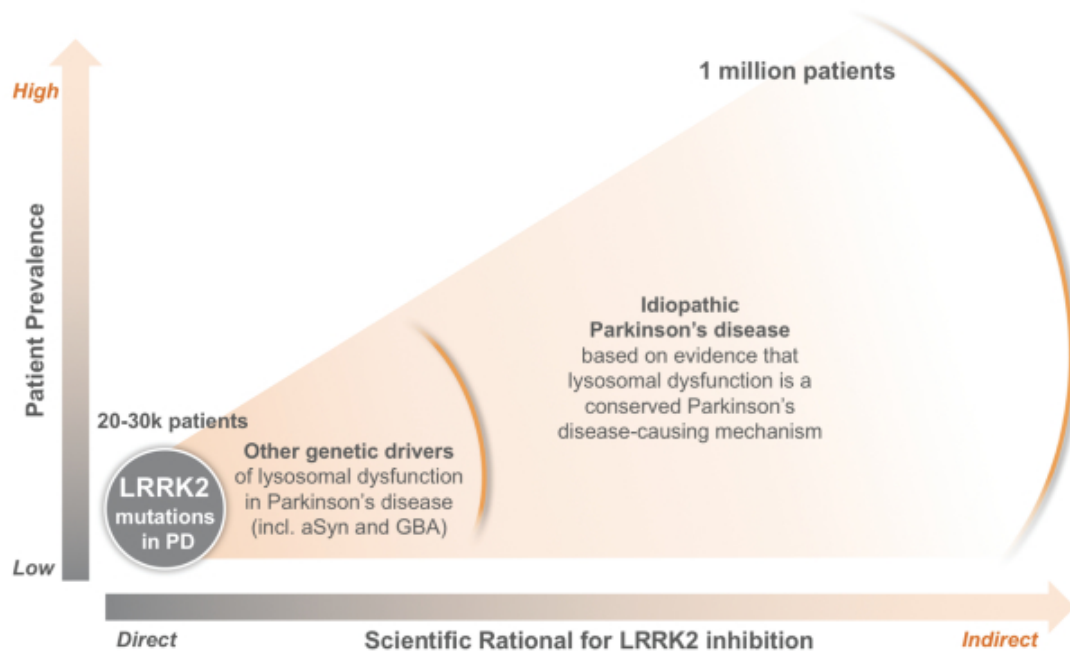 High
1 million patients
Patient Prevalence
Idiopathic
Parkinson's disease
based on evidence that
lysosomal dysfunction is a
conserved Parkinson's
disease-causing mechanism
20-30k patients
LRRK2
mutations
in PD
Other genetic drivers
of lysosomal dysfunction
in Parkinson's disease
(incl. aSyn and GBA)
Low
Direct
Scientific Rational for LRRK2 inhibition
Indirect